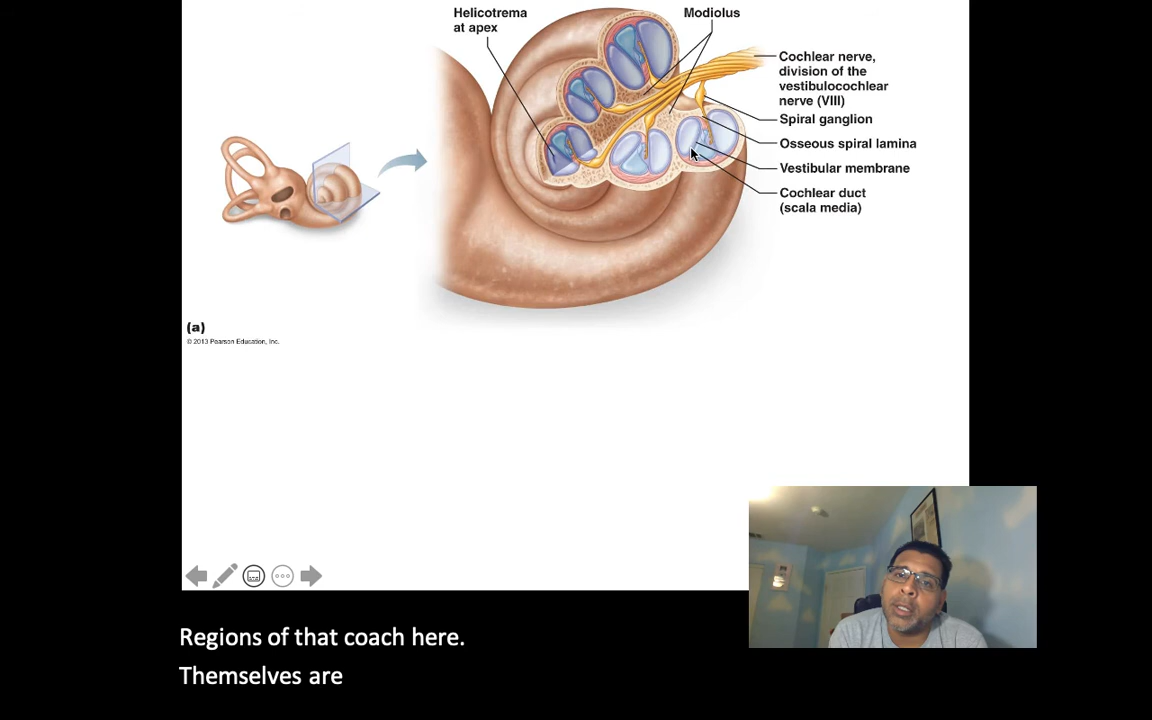 Helicotrema
at apex
Modiolus
Cochlear nerve,
division of the
vestibulocochlear
nerve (VIII)
Spiral ganglion
Osseous spiral lamina
Vestibular membrane
Cochlear duct
(scala media)
(a)
© 2013 Pearson Education, Inc.
Regions of that coach here.
Themselves are